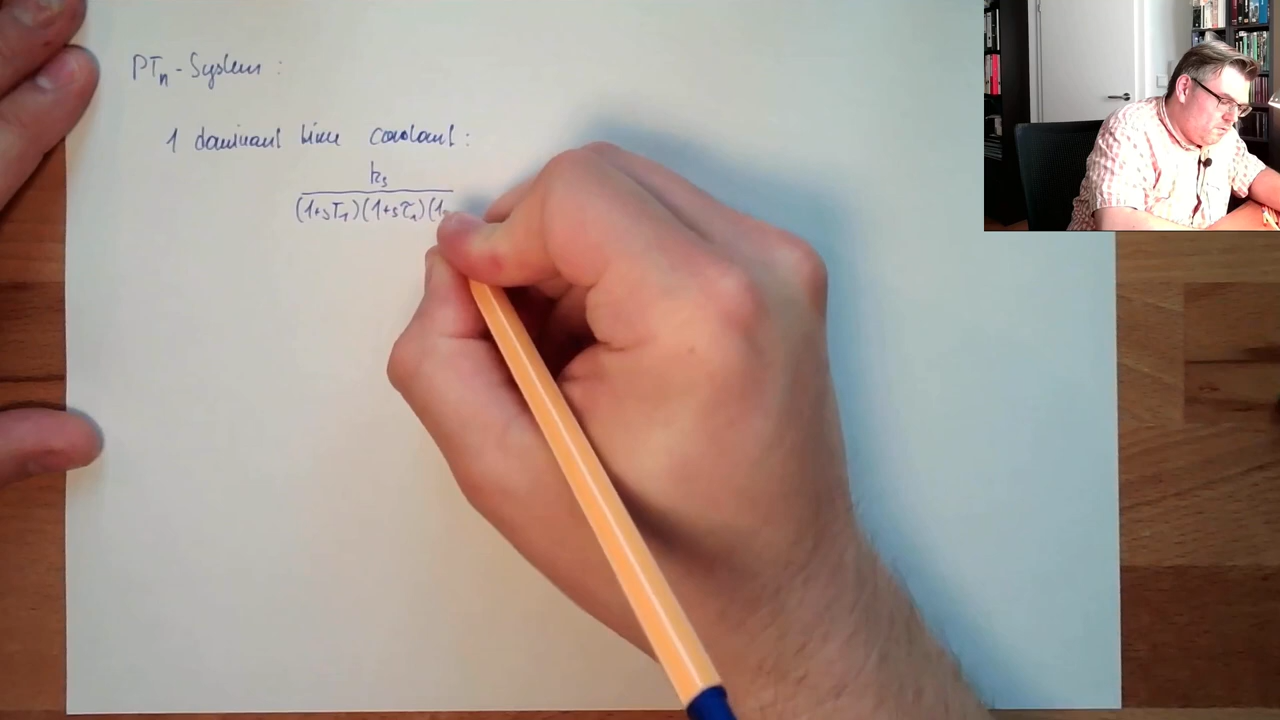 PTn-System:
1 dominant time constant:
ks
(1+sT1)(1+sτ1)(1+